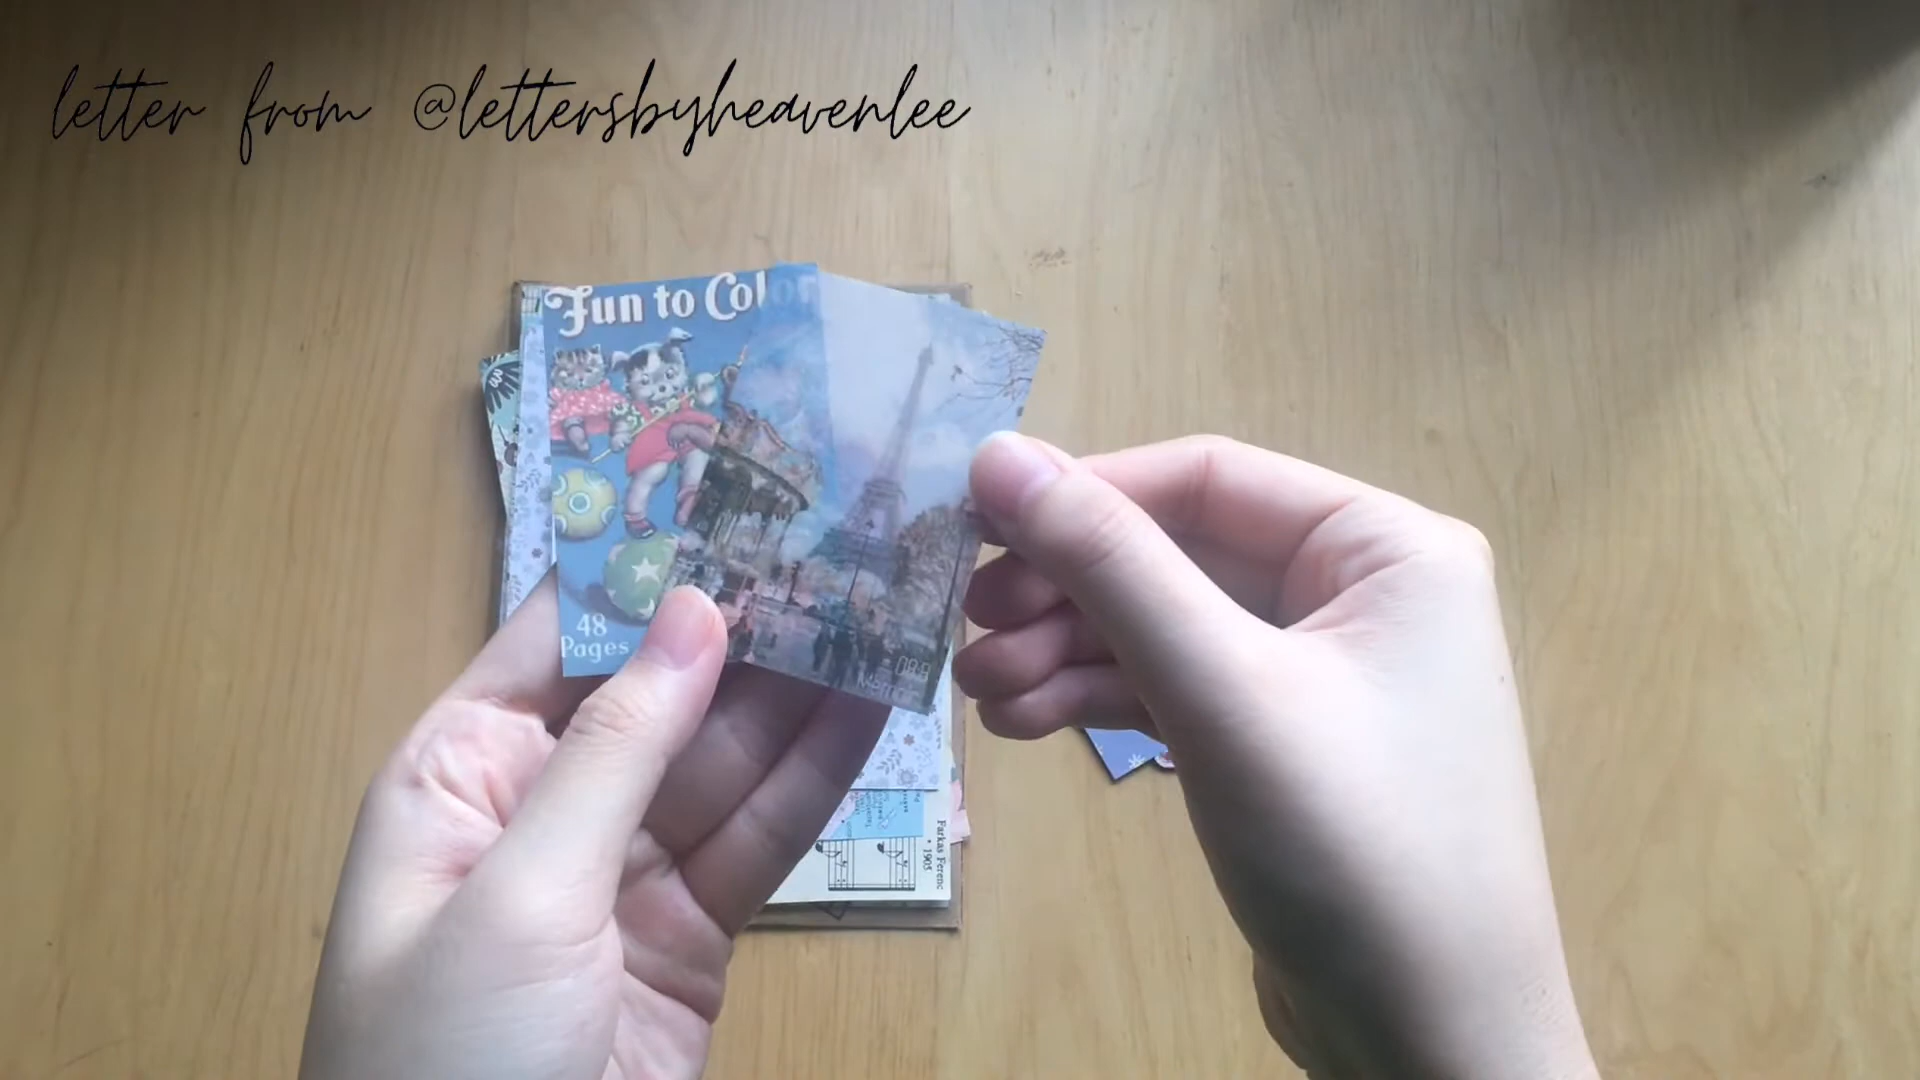 letter from @lettersbyheavenlee
Fun to Color
48
Pages
Farkas Ferenc
* 1905